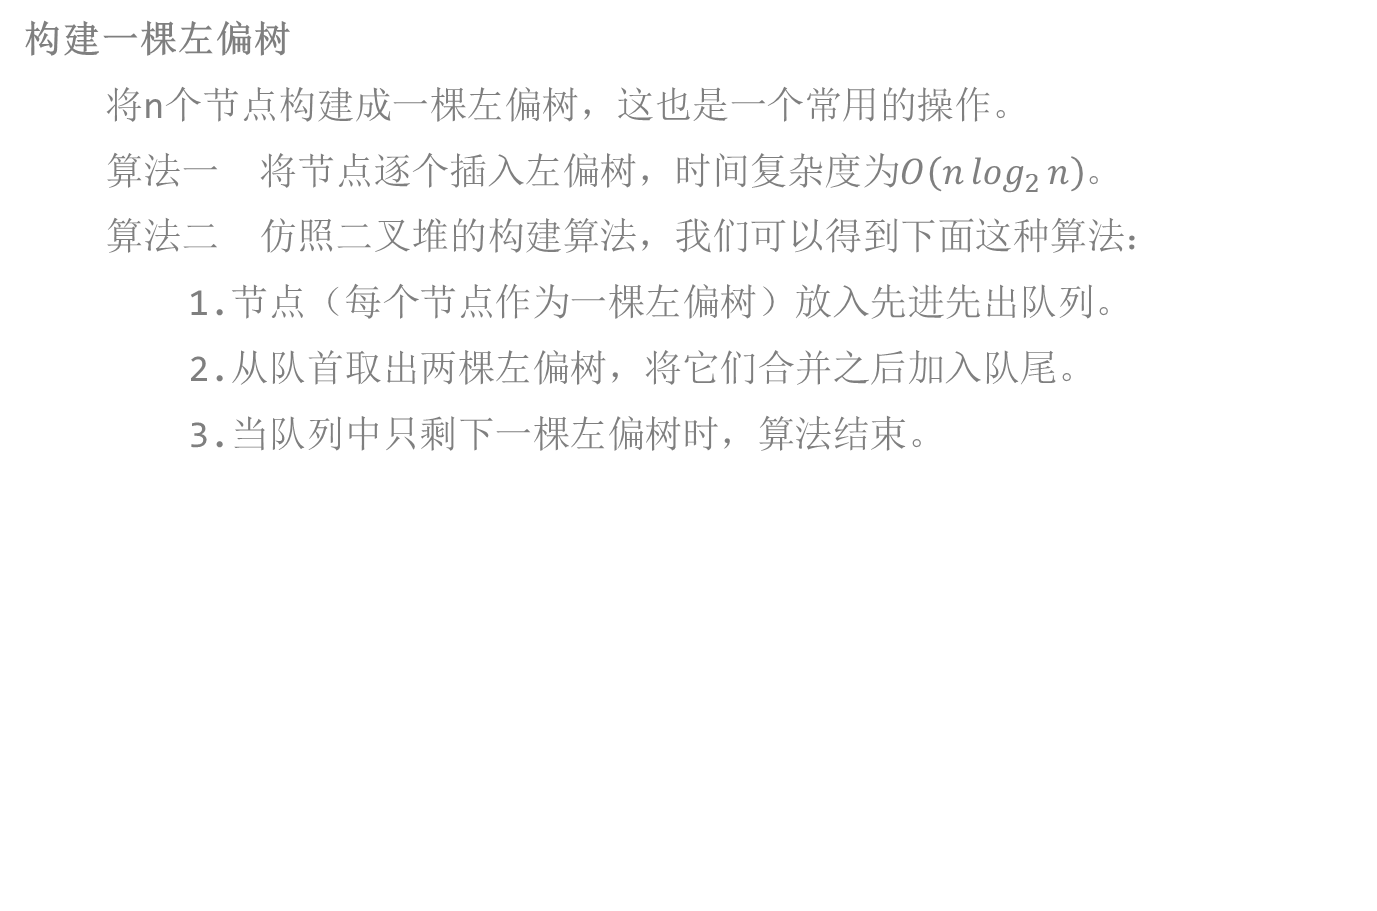 构建一棵左偏树
将n个节点构建成一棵左偏树，这也是一个常用的操作。
算法一 将节点逐个插入左偏树，时间复杂度为O(n log₂ n)。
算法二 仿照二叉堆的构建算法，我们可以得到下面这种算法：
1.节点（每个节点作为一棵左偏树）放入先进先出队列。
2.从队首取出两棵左偏树，将它们合并之后加入队尾。
3.当队列中只剩下一棵左偏树时，算法结束。